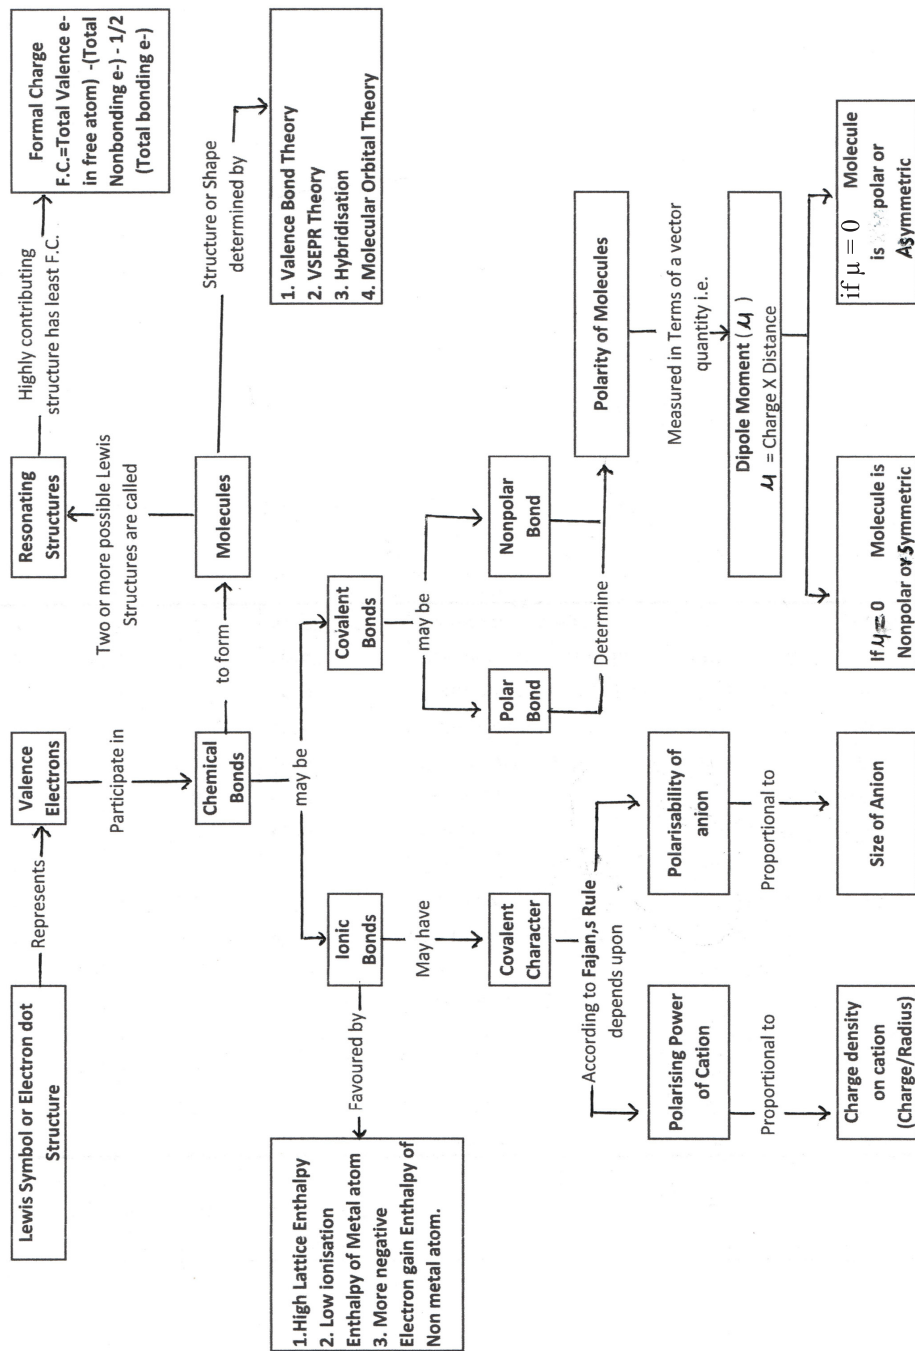 Lewis Symbol or Electron dot
Structure
Represents
Valence
Electrons
Participate in
Chemical
Bonds
to form
Molecules
Two or more possible Lewis
Structures are called
Resonating
Structures
Highly contributing
structure has least F.C.
Formal Charge
F.C.=Total Valence e-
in free atom) -(Total
Nonbonding e-) - 1/2
(Total bonding e-)
Structure or Shape
determined by
1. Valence Bond Theory
2. VSEPR Theory
3. Hybridisation
4. Molecular Orbital Theory
may be
Ionic
Bonds
Favoured by
1.High Lattice Enthalpy
2. Low ionisation
Enthalpy of Metal atom
3. More negative
Electron gain Enthalpy of
Non metal atom.
May have
Covalent
Character
According to Fajan,s Rule
depends upon
Polarising Power
of Cation
Proportional to
Charge density
on cation
(Charge/Radius)
Polarisability of
anion
Proportional to
Size of Anion
Covalent
Bonds
may be
Polar
Bond
Nonpolar
Bond
Determine
Polarity of Molecules
Measured in Terms of a vector
quantity i.e.
Dipole Moment (μ)
μ = Charge X Distance
If μ=0 Molecule is
Nonpolar or Symmetric
if μ = 0 Molecule
is polar or
Asymmetric